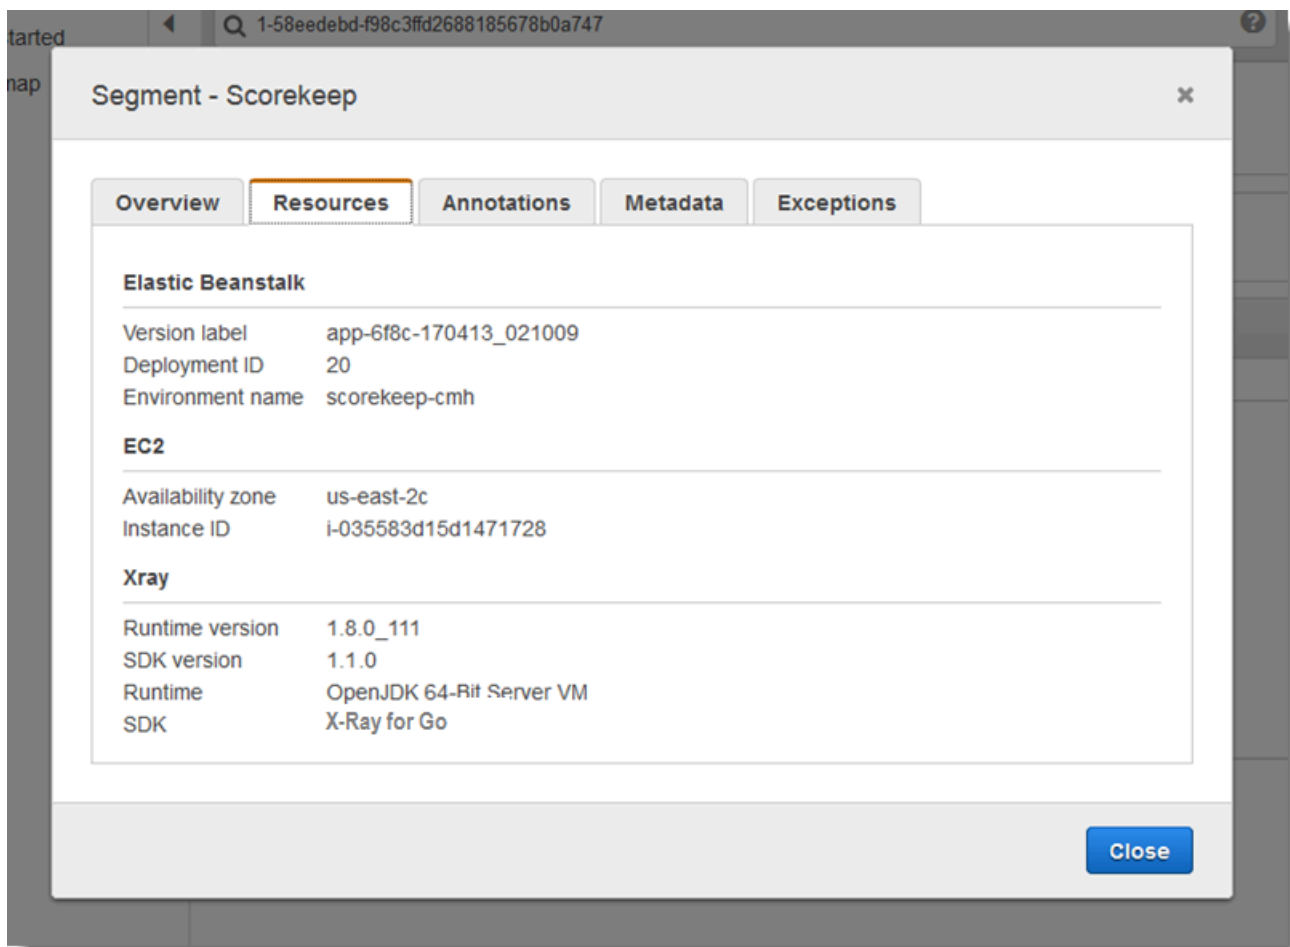 tarted
1-58eedebd-f98c3ffd2688185678b0a747
?
map
Segment - Scorekeep
Overview Resources Annotations Metadata Exceptions
Elastic Beanstalk
Version label app-6f8c-170413_021009
Deployment ID 20
Environment name scorekeep-cmh
EC2
Availability zone us-east-2c
Instance ID i-035583d15d1471728
Xray
Runtime version 1.8.0_111
SDK version 1.1.0
Runtime OpenJDK 64-Bit Server VM
SDK X-Ray for Go
Close